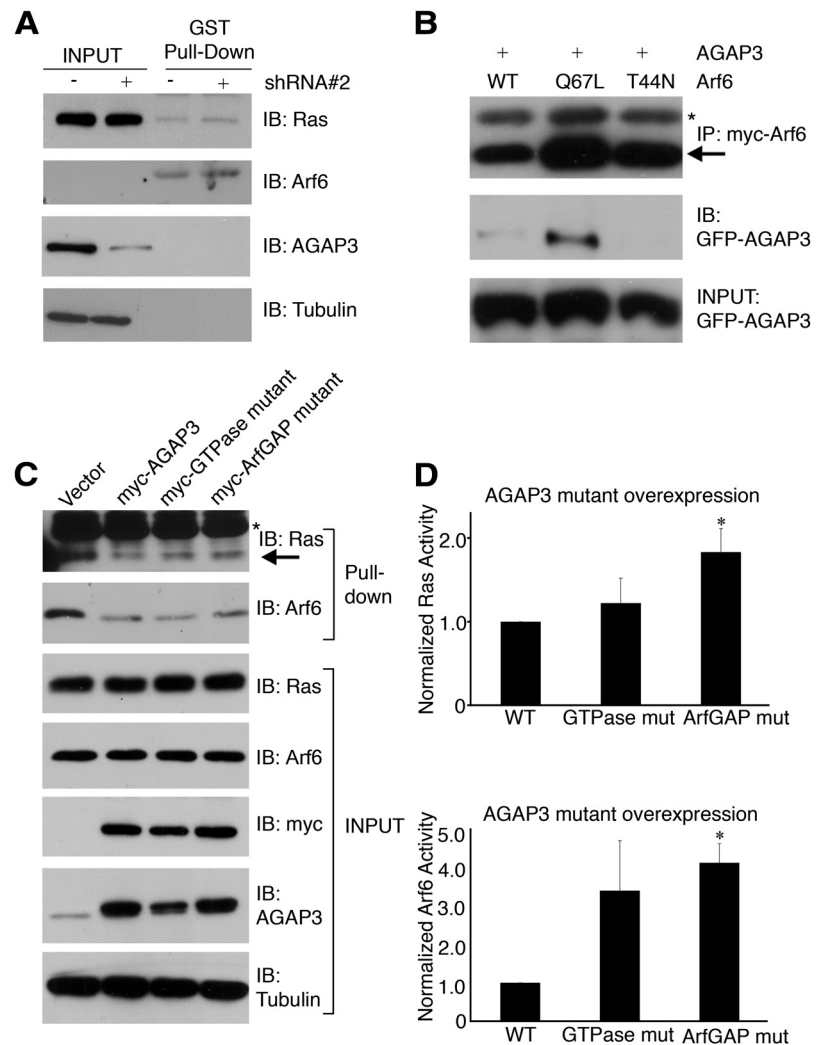 A
GST
INPUT Pull-Down
- + - + shRNA#2
IB: Ras
IB: Arf6
IB: AGAP3
IB: Tubulin
B
+ + + AGAP3
WT Q67L T44N Arf6
*
IP: myc-Arf6
IB:
GFP-AGAP3
INPUT:
GFP-AGAP3
C
Vector
myc-AGAP3
myc-GTPase mutant
myc-ArfGAP mutant
*
IB: Ras
IB: Arf6
Pull-
down
IB: Ras
IB: Arf6
IB: myc
IB:
AGAP3
IB:
Tubulin
INPUT
D
AGAP3 mutant overexpression
Normalized Ras Activity
2.0
1.0
0
*
WT GTPase mut ArfGAP mut
AGAP3 mutant overexpression
Normalized Arf6 Activity
5.0
4.0
3.0
2.0
1.0
0
*
WT GTPase mut ArfGAP mut